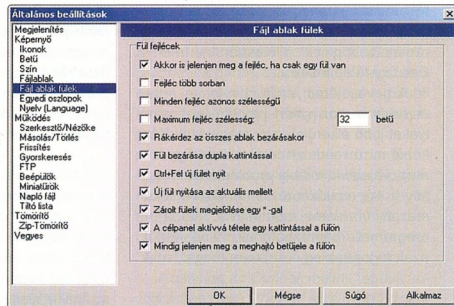 Általános beállítások
Megjelenítés
Képernyő
Ikonok
Betű
Szín
Fájlablak
Fájl ablak fülek
Egyedi oszlopok
Nyelv (Language)
Működés
Szerkesztő/Nézőke
Másolás/Törlés
Frissítés
Gyorskeresés
FTP
Beépülők
Miniatűrök
Napló fájl
Tiltó lista
Tömörítő
Zip-Tömörítő
Vegyes
Fájl ablak fülek
Fül fejlécek
Akkor is jelenjen meg a fejléc, ha csak egy fül van
Fejléc több sorban
Minden fejléc azonos szélességű
Maximum fejléc szélesség: 32 betű
Rákérdez az összes ablak bezárásakor
Fül bezárása dupla kattintással
Ctrl+Fel új fület nyit
Új fül nyitása az aktuális mellett
Zárolt fülek megjelölése egy * -gal
A célpanel aktívvá tétele egy kattintással a fülön
Mindig jelenjen meg a meghajtó betűjele a fülön
OK Mégse Súgó Alkalmaz